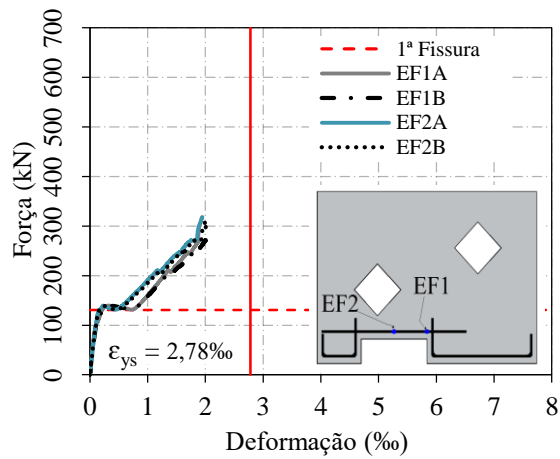 700
600
500
400
300
200
100
0
Força (kN)
1ª Fissura
EF1A
EF1B
EF2A
EF2B
EF2
EF1
εys = 2,78‰
0 1 2 3 4 5 6 7 8
Deformação (‰)